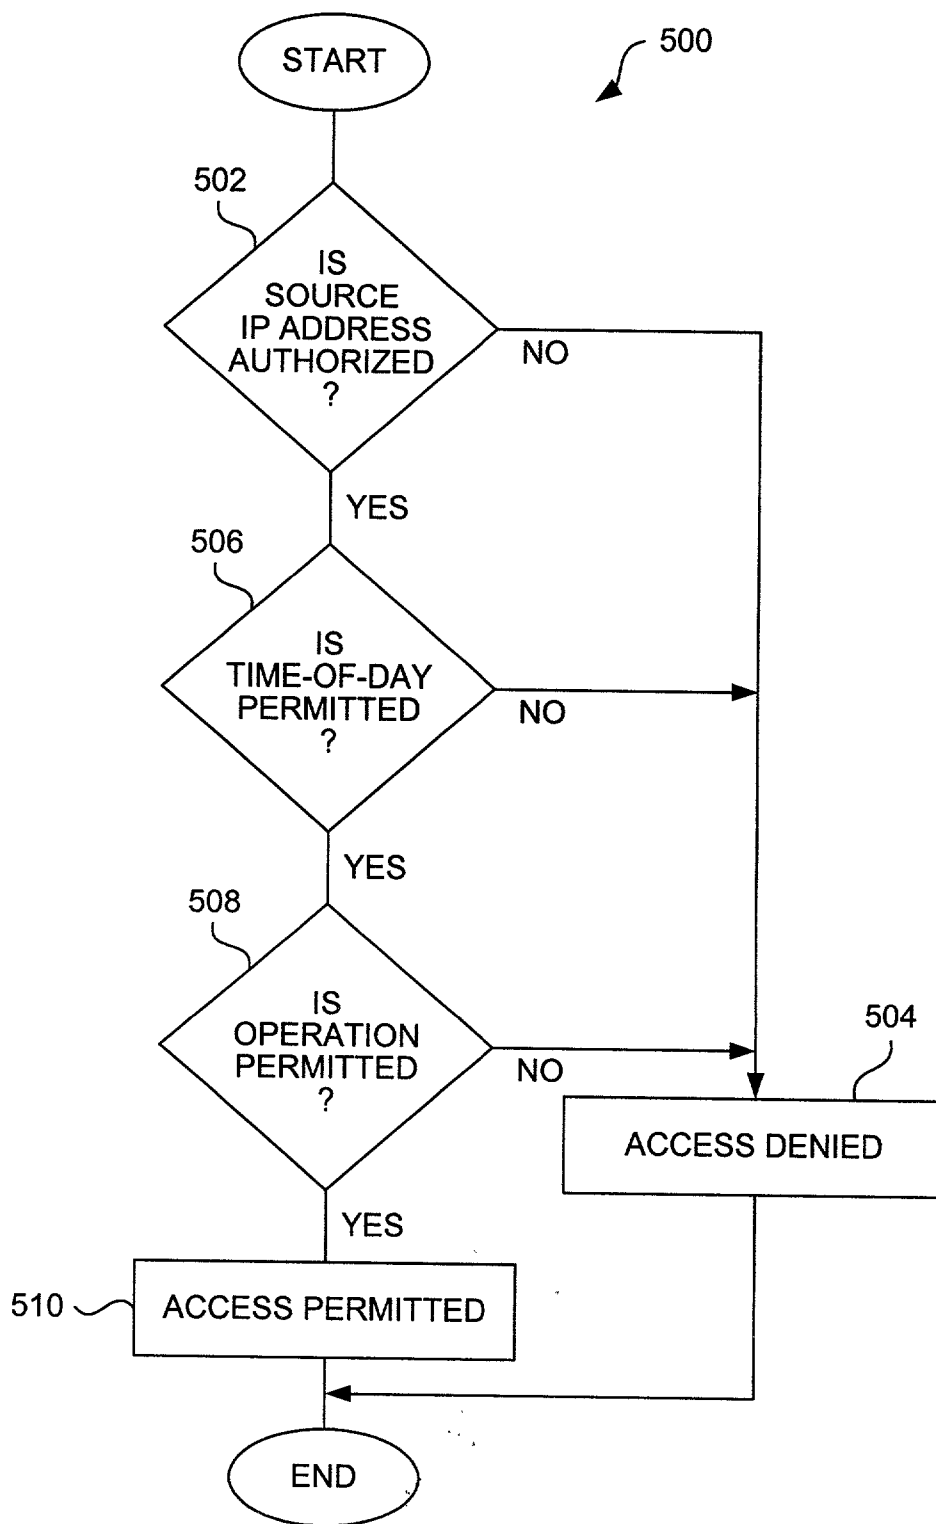 START
500
502
IS
SOURCE
IP ADDRESS
AUTHORIZED
?
NO
YES
506
IS
TIME-OF-DAY
PERMITTED
?
NO
YES
508
IS
OPERATION
PERMITTED
?
NO
504
ACCESS DENIED
YES
510
ACCESS PERMITTED
END